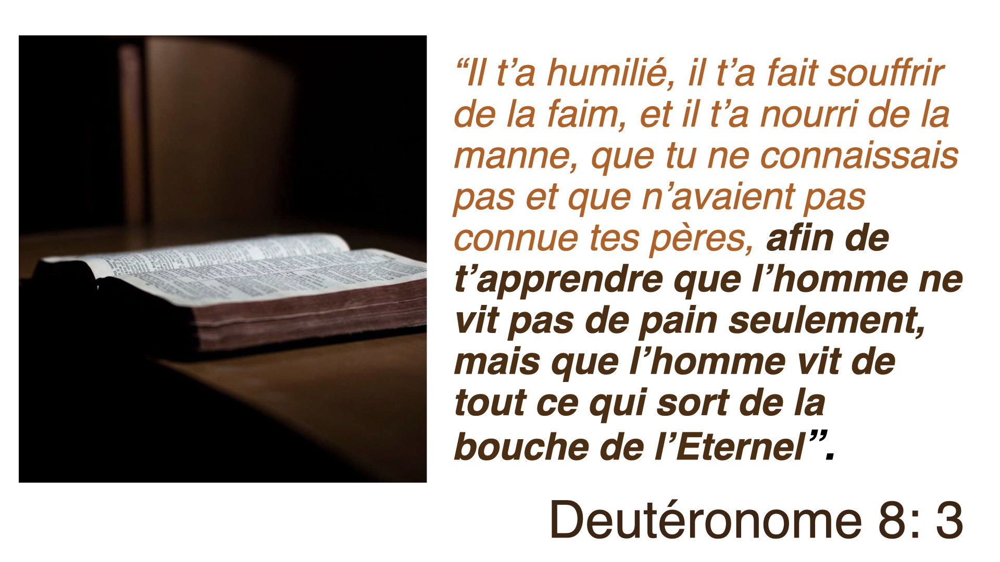 “Il t’a humilié, il t’a fait souffrir
de la faim, et il t’a nourri de la
manne, que tu ne connaissais
pas et que n’avaient pas
connue tes pères, afin de
t’apprendre que l’homme ne
vit pas de pain seulement,
mais que l’homme vit de
tout ce qui sort de la
bouche de l’Eternel”.
Deutéronome 8: 3